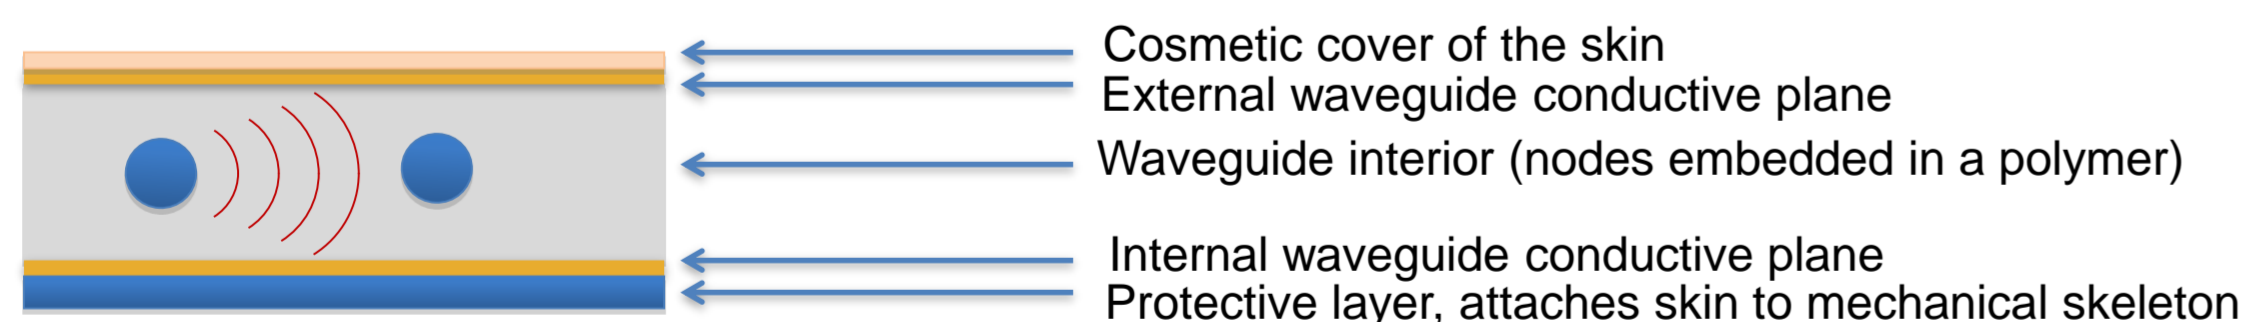 Cosmetic cover of the skin
External waveguide conductive plane
Waveguide interior (nodes embedded in a polymer)
Internal waveguide conductive plane
Protective layer, attaches skin to mechanical skeleton